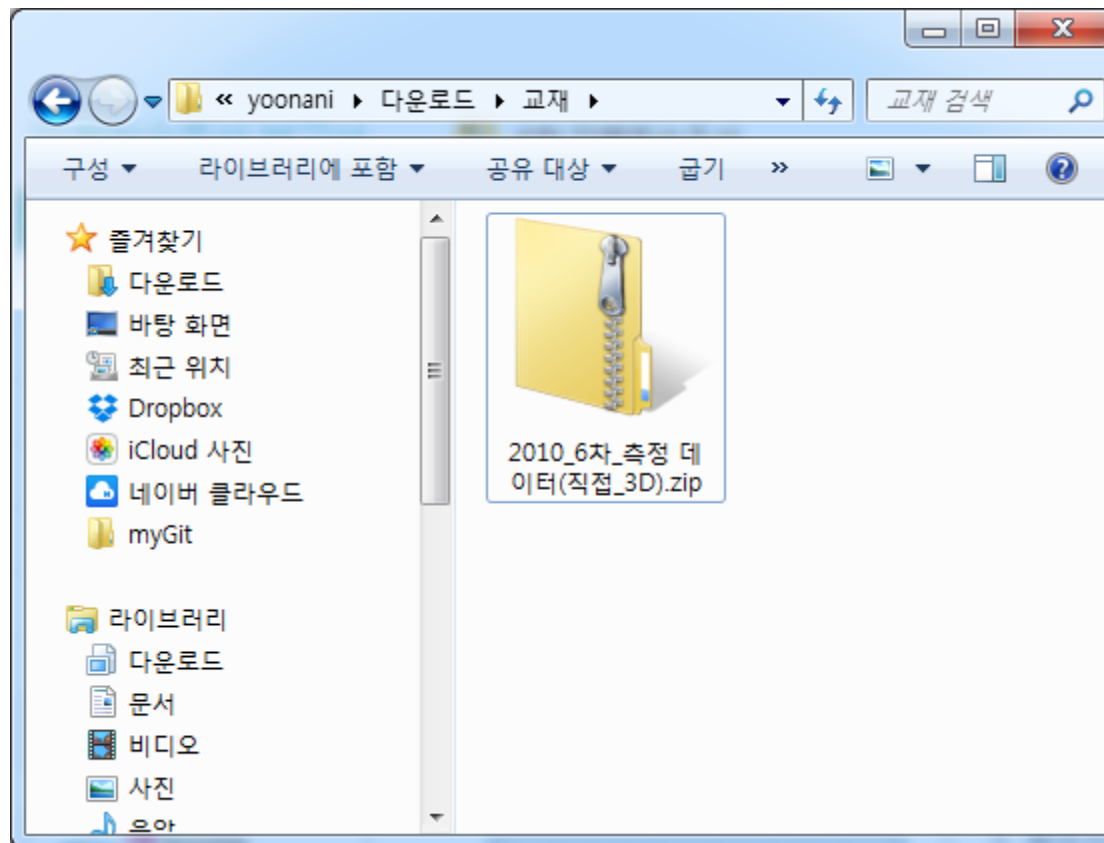 « yoonani ▸ 다운로드 ▸ 교재 ▸
교재 검색
구성 ▼ 라이브러리에 포함 ▼ 공유 대상 ▼ 굽기 »
즐겨찾기
다운로드
바탕 화면
최근 위치
Dropbox
iCloud 사진
네이버 클라우드
myGit
라이브러리
다운로드
문서
비디오
사진
음악
2010_6차_측정 데
이터(직접_3D).zip